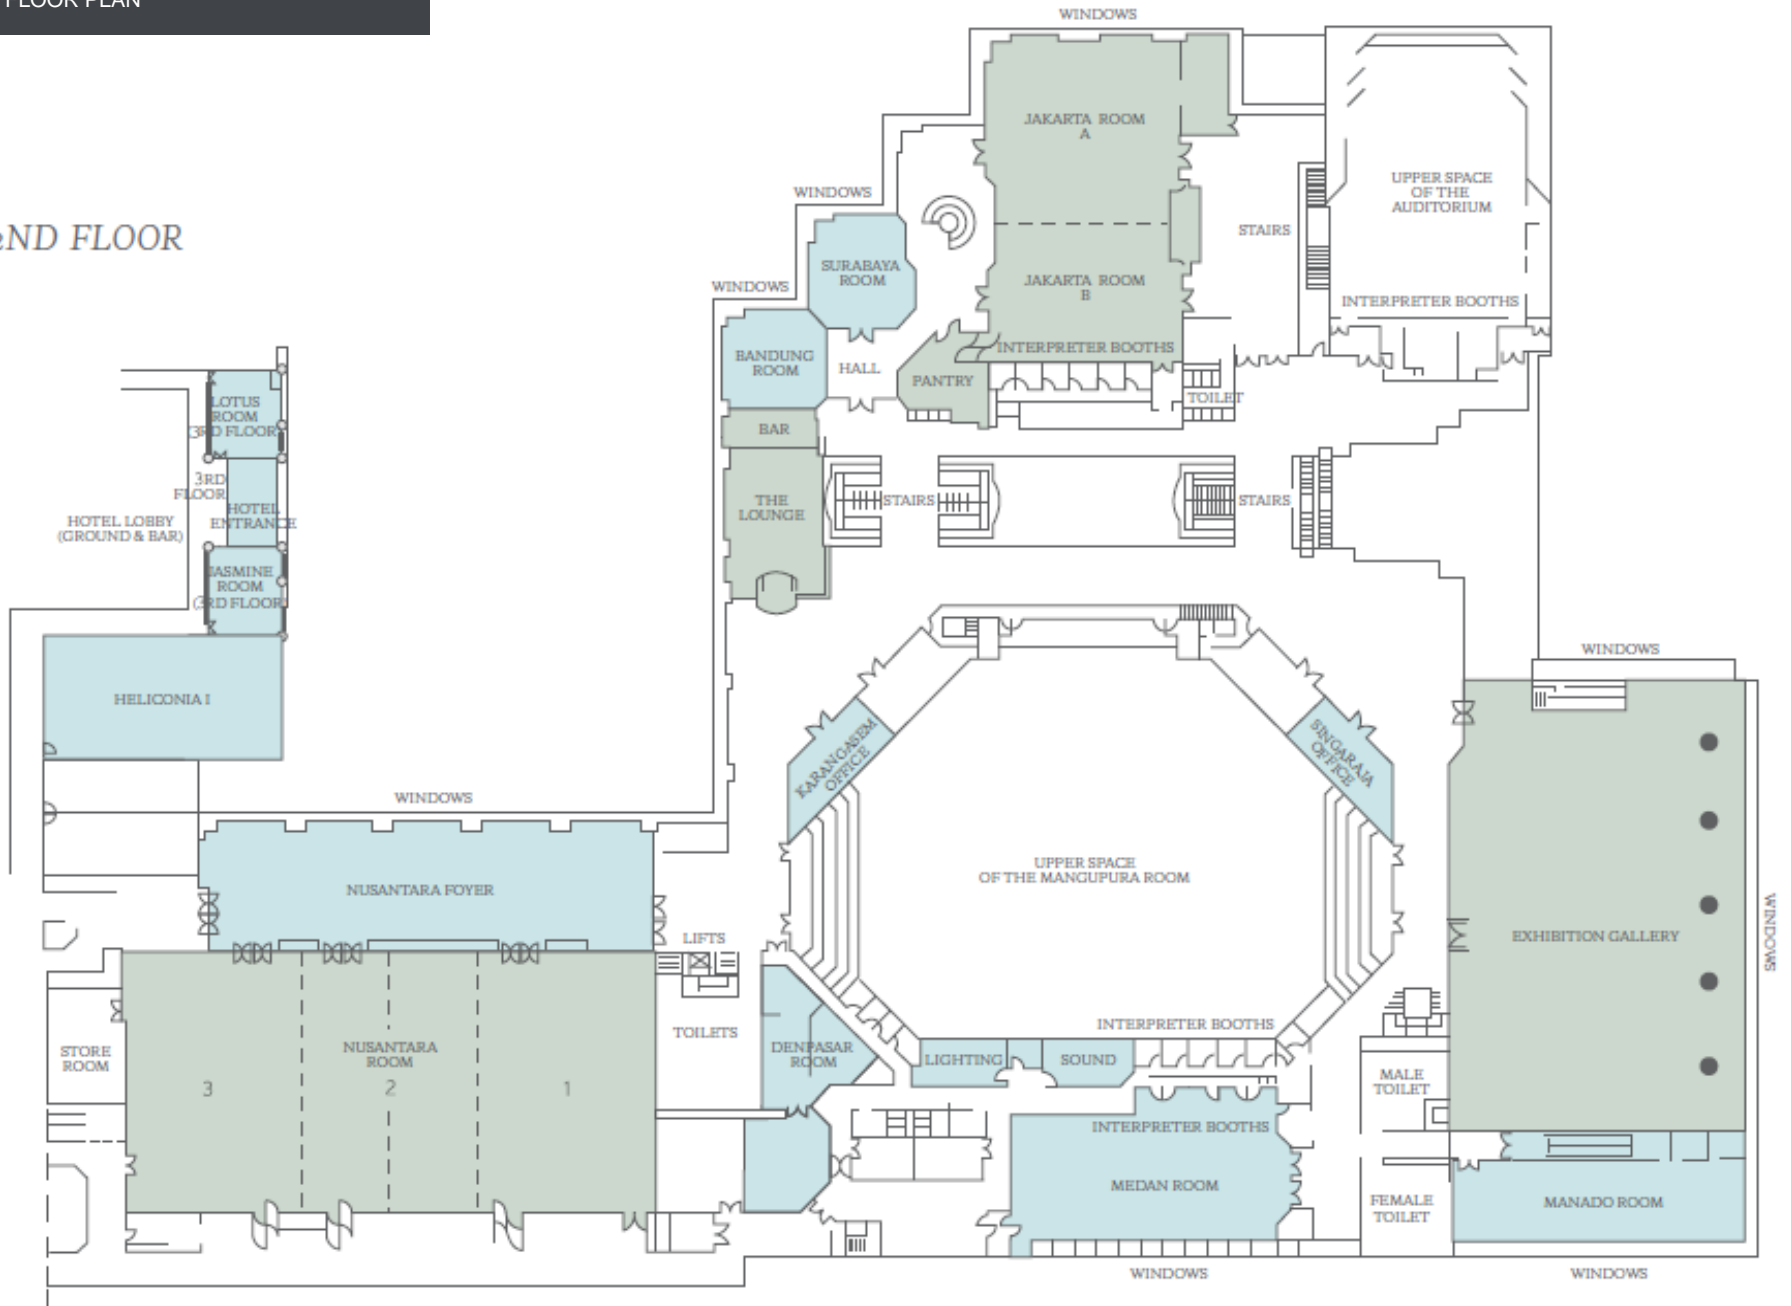 FLOOR PLAN
2ND FLOOR
WINDOWS
JAKARTA ROOM
A
UPPER SPACE
OF THE
AUDITORIUM
WINDOWS
STAIRS
SURABAYA
ROOM
WINDOWS
JAKARTA ROOM
B
INTERPRETER BOOTHS
INTERPRETER BOOTHS
BANDUNG
ROOM
HALL
PANTRY
TOILET
BAR
LOTUS
ROOM
(3RD FLOOR)
3RD
FLOOR
HOTEL
ENTRANCE
HOTEL LOBBY
(GROUND & BAR)
THE
LOUNGE
STAIRS
STAIRS
JASMINE
ROOM
(3RD FLOOR)
WINDOWS
HELICONIA I
KARANGASEM
OFFICE
SINGARAJA
OFFICE
WINDOWS
UPPER SPACE
OF THE MANGUPURA ROOM
NUSANTARA FOYER
WINDOWS
LIFTS
EXHIBITION GALLERY
INTERPRETER BOOTHS
TOILETS
STORE
ROOM
NUSANTARA
ROOM
3
2
1
DENPASAR
ROOM
LIGHTING
SOUND
MALE
TOILET
INTERPRETER BOOTHS
MEDAN ROOM
FEMALE
TOILET
MANADO ROOM
WINDOWS
WINDOWS